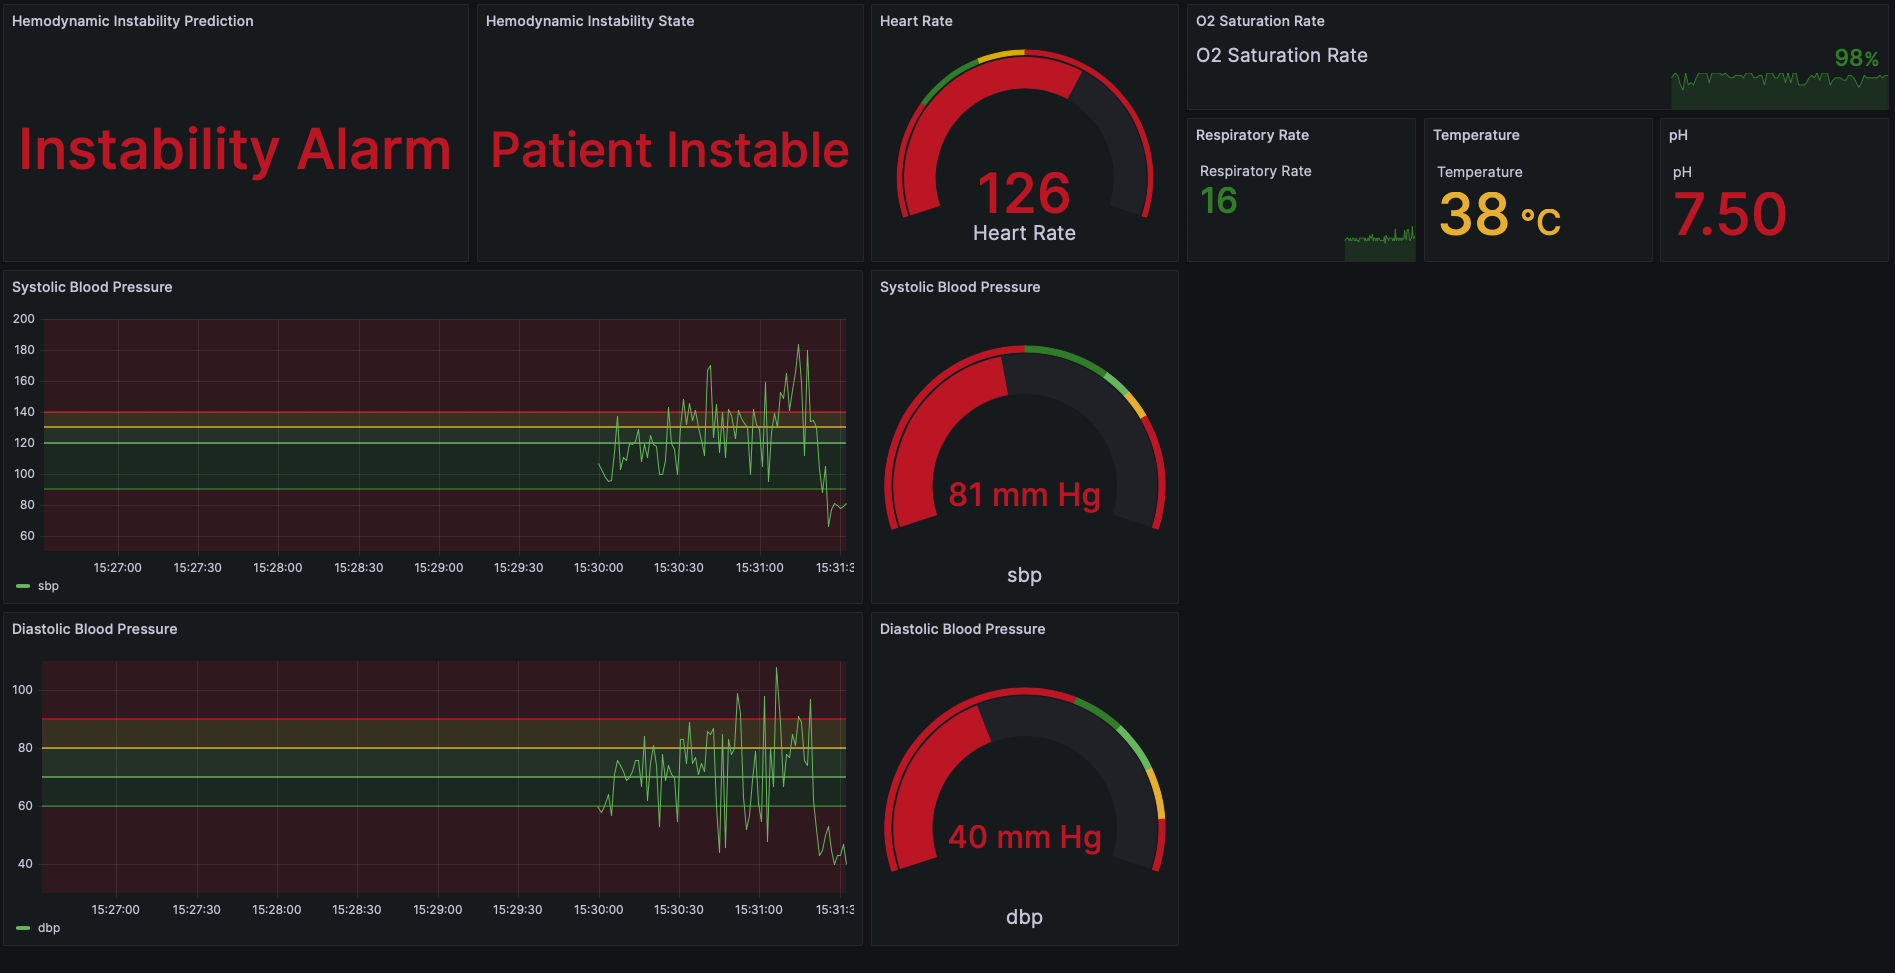 Hemodynamic Instability Prediction
Instability Alarm
Hemodynamic Instability State
Patient Instable
Heart Rate
126
Heart Rate
O2 Saturation Rate
O2 Saturation Rate
98%
Respiratory Rate
Respiratory Rate
16
Temperature
Temperature
38 °C
pH
pH
7.50
Systolic Blood Pressure
200
180
160
140
120
100
80
60
15:27:00 15:27:30 15:28:00 15:28:30 15:29:00 15:29:30 15:30:00 15:30:30 15:31:00 15:31:3
sbp
Systolic Blood Pressure
81 mm Hg
sbp
Diastolic Blood Pressure
100
80
60
40
15:27:00 15:27:30 15:28:00 15:28:30 15:29:00 15:29:30 15:30:00 15:30:30 15:31:00 15:31:3
dbp
Diastolic Blood Pressure
40 mm Hg
dbp